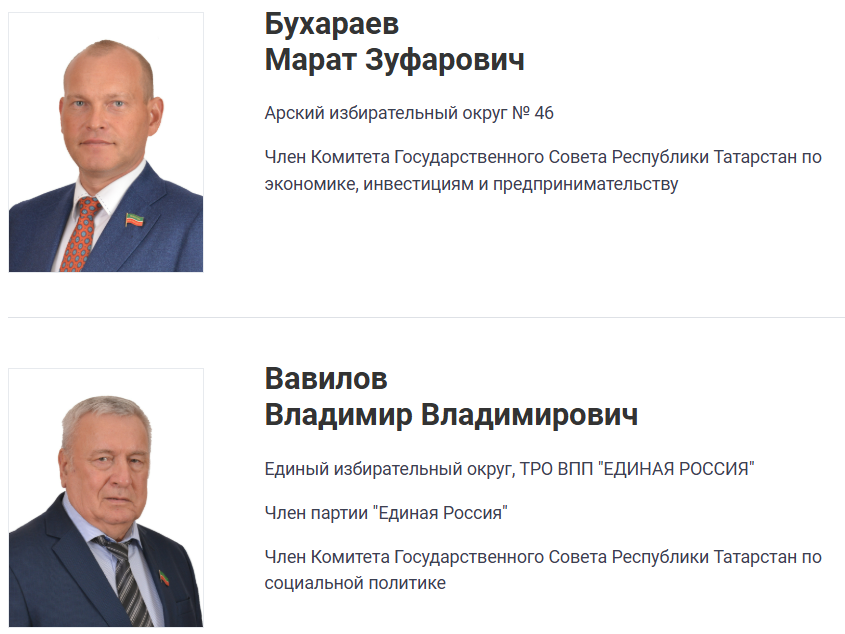 Бухараев
Марат Зуфарович
Арский избирательный округ № 46
Член Комитета Государственного Совета Республики Татарстан по
экономике, инвестициям и предпринимательству
Вавилов
Владимир Владимирович
Единый избирательный округ, ТРО ВПП "ЕДИНАЯ РОССИЯ"
Член партии "Единая Россия"
Член Комитета Государственного Совета Республики Татарстан по
социальной политике